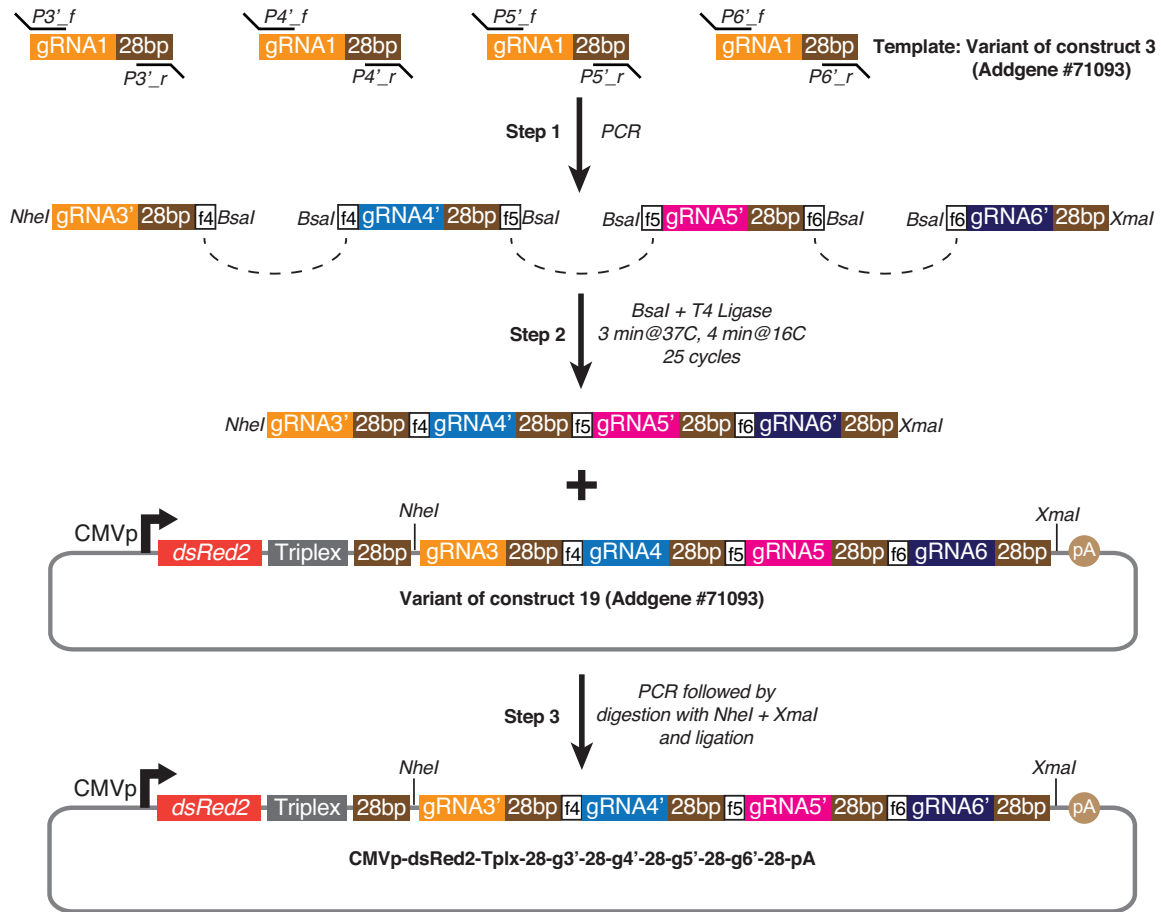 P3'_f
gRNA1 28bp
P3'_r
P4'_f
gRNA1 28bp
P4'_r
P5'_f
gRNA1 28bp
P5'_r
P6'_f
gRNA1 28bp
P6'_r
Template: Variant of construct 3
(Addgene #71093)
Step 1
PCR
NheI gRNA3' 28bp f4 BsaI
BsaI f4 gRNA4' 28bp f5 BsaI
BsaI f5 gRNA5' 28bp f6 BsaI
BsaI f6 gRNA6' 28bp XmaI
Step 2
BsaI + T4 Ligase
3 min@37C, 4 min@16C
25 cycles
NheI gRNA3' 28bp f4 gRNA4' 28bp f5 gRNA5' 28bp f6 gRNA6' 28bp XmaI
+
NheI
XmaI
CMVp
dsRed2 Triplex 28bp gRNA3 28bp f4 gRNA4 28bp f5 gRNA5 28bp f6 gRNA6 28bp pA
Variant of construct 19 (Addgene #71093)
Step 3
PCR followed by
digestion with NheI + XmaI
and ligation
NheI
XmaI
CMVp
dsRed2 Triplex 28bp gRNA3' 28bp f4 gRNA4' 28bp f5 gRNA5' 28bp f6 gRNA6' 28bp pA
CMVp-dsRed2-Tplx-28-g3'-28-g4'-28-g5'-28-g6'-28-pA